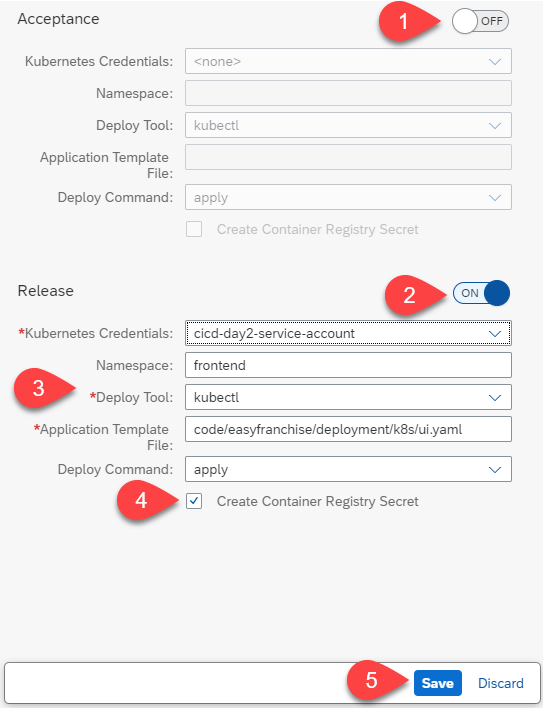 Acceptance
1
OFF
Kubernetes Credentials:
<none>
Namespace:
Deploy Tool:
kubectl
Application Template
File:
Deploy Command:
apply
Create Container Registry Secret
Release
2
ON
*Kubernetes Credentials:
cicd-day2-service-account
Namespace:
frontend
3
*Deploy Tool:
kubectl
*Application Template
File:
code/easyfranchise/deployment/k8s/ui.yaml
Deploy Command:
apply
4
Create Container Registry Secret
5
Save
Discard